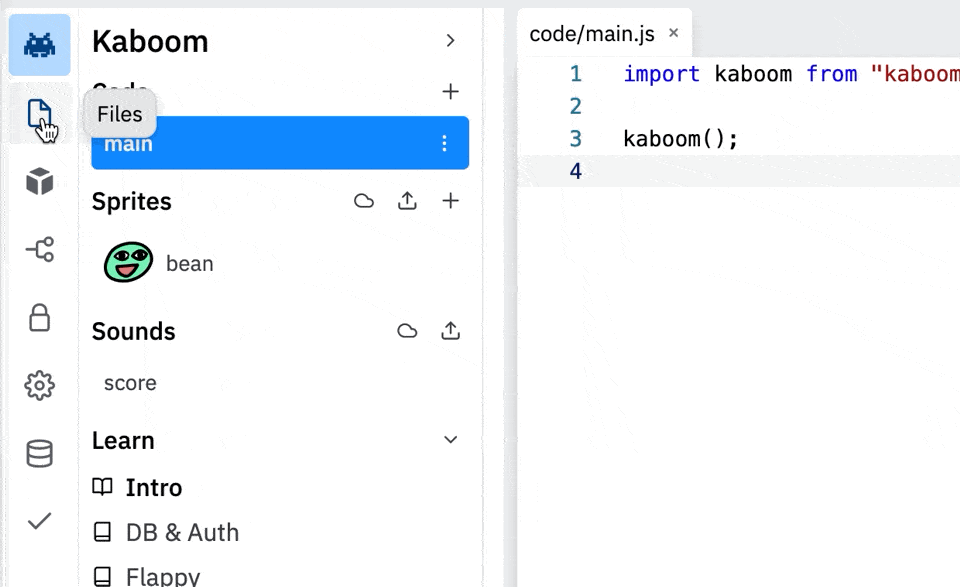 Kaboom
Files
main
Sprites
bean
Sounds
score
Learn
Intro
DB & Auth
Flappy
code/main.js ×
1 import kaboom from "kaboom
2
3 kaboom();
4